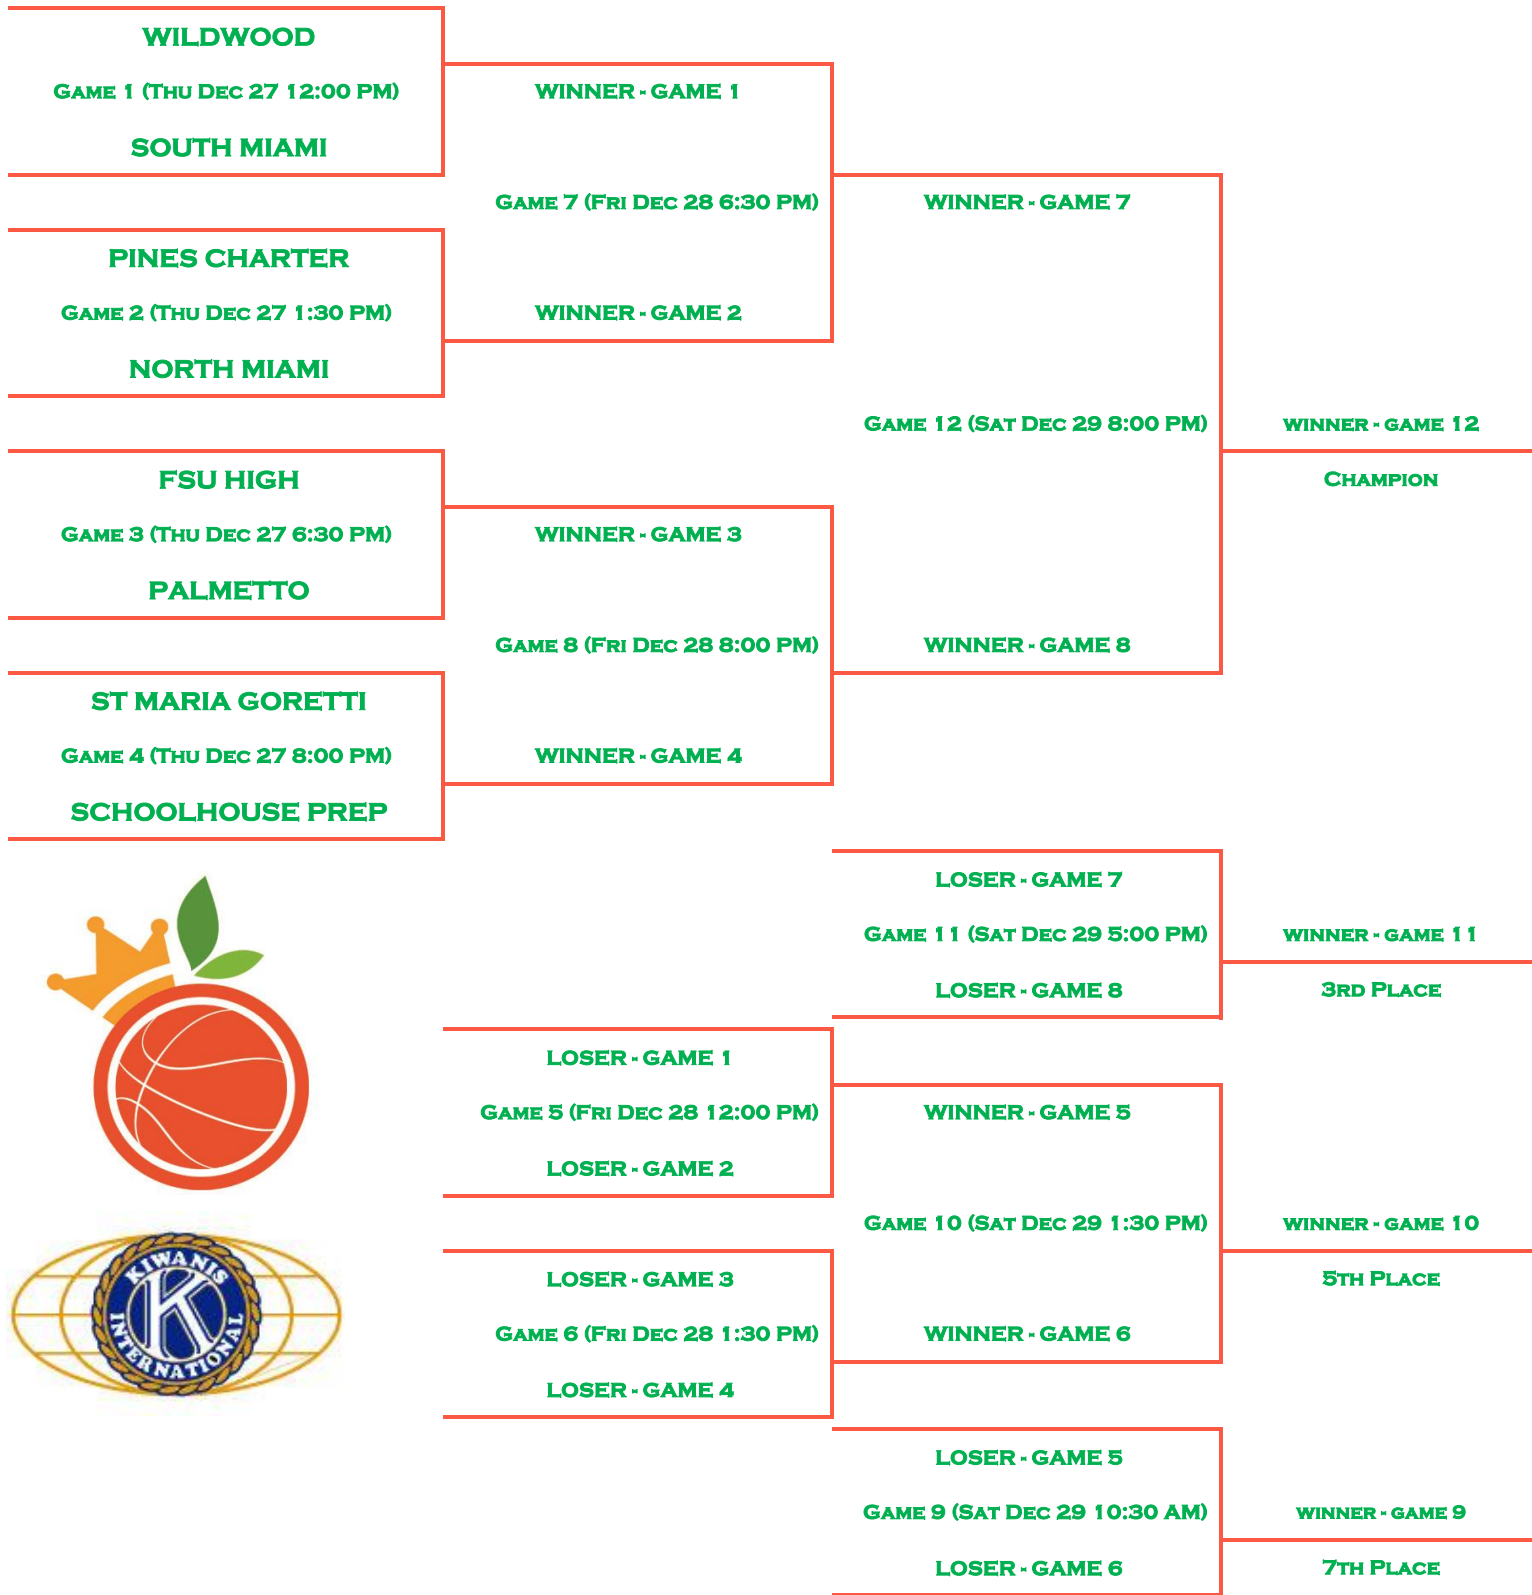 WILDWOOD
GAME 1 (THU DEC 27 12:00 PM)
SOUTH MIAMI
WINNER - GAME 1
GAME 7 (FRI DEC 28 6:30 PM)
WINNER - GAME 7
PINES CHARTER
GAME 2 (THU DEC 27 1:30 PM)
NORTH MIAMI
WINNER - GAME 2
GAME 12 (SAT DEC 29 8:00 PM)
WINNER - GAME 12
CHAMPION
FSU HIGH
GAME 3 (THU DEC 27 6:30 PM)
PALMETTO
WINNER - GAME 3
GAME 8 (FRI DEC 28 8:00 PM)
WINNER - GAME 8
ST MARIA GORETTI
GAME 4 (THU DEC 27 8:00 PM)
SCHOOLHOUSE PREP
WINNER - GAME 4
LOSER - GAME 7
GAME 11 (SAT DEC 29 5:00 PM)
LOSER - GAME 8
WINNER - GAME 11
3RD PLACE
LOSER - GAME 1
GAME 5 (FRI DEC 28 12:00 PM)
LOSER - GAME 2
WINNER - GAME 5
GAME 10 (SAT DEC 29 1:30 PM)
WINNER - GAME 10
5TH PLACE
KIWANIS
K
INTERNATIONAL
LOSER - GAME 3
GAME 6 (FRI DEC 28 1:30 PM)
LOSER - GAME 4
WINNER - GAME 6
LOSER - GAME 5
GAME 9 (SAT DEC 29 10:30 AM)
LOSER - GAME 6
WINNER - GAME 9
7TH PLACE